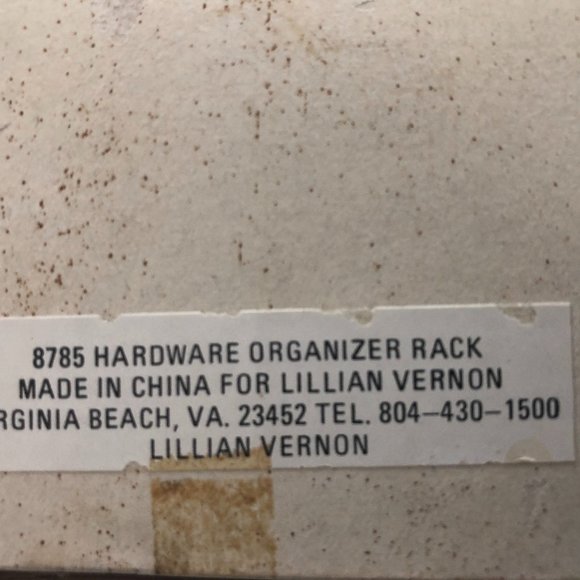 8785 HARDWARE ORGANIZER RACK
MADE IN CHINA FOR LILLIAN VERNON
RGINIA BEACH, VA. 23452 TEL. 804–430–1500
LILLIAN VERNON